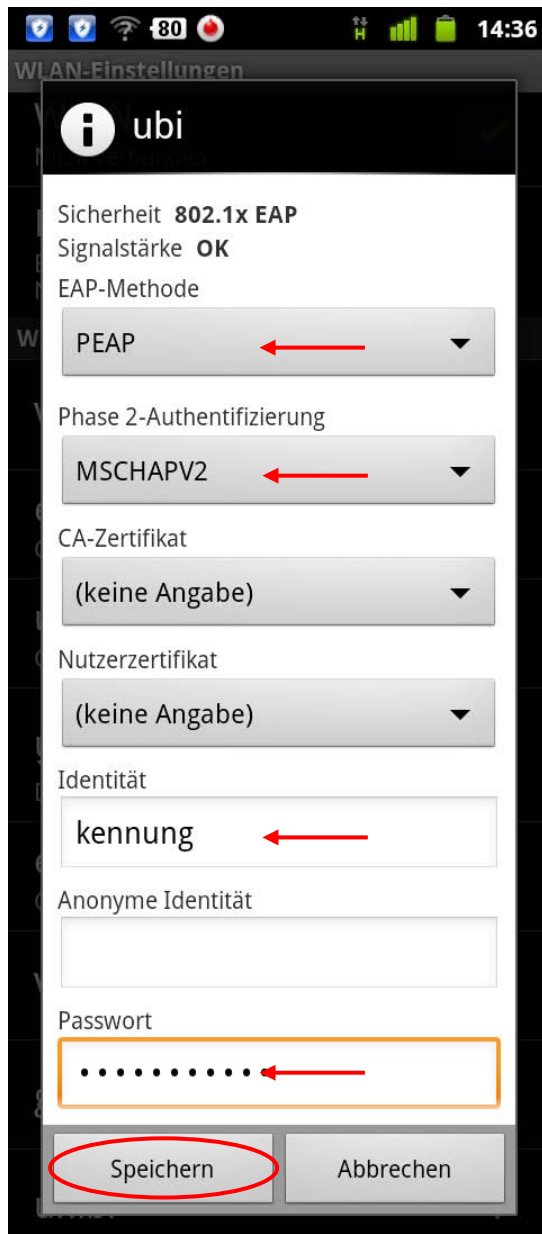 80 H 14:36
WLAN-Einstellungen
ubi
Sicherheit 802.1x EAP
Signalstärke OK
EAP-Methode
PEAP
Phase 2-Authentifizierung
MSCHAPV2
CA-Zertifikat
(keine Angabe)
Nutzerzertifikat
(keine Angabe)
Identität
kennung
Anonyme Identität
Passwort
•••••••••••
Speichern Abbrechen